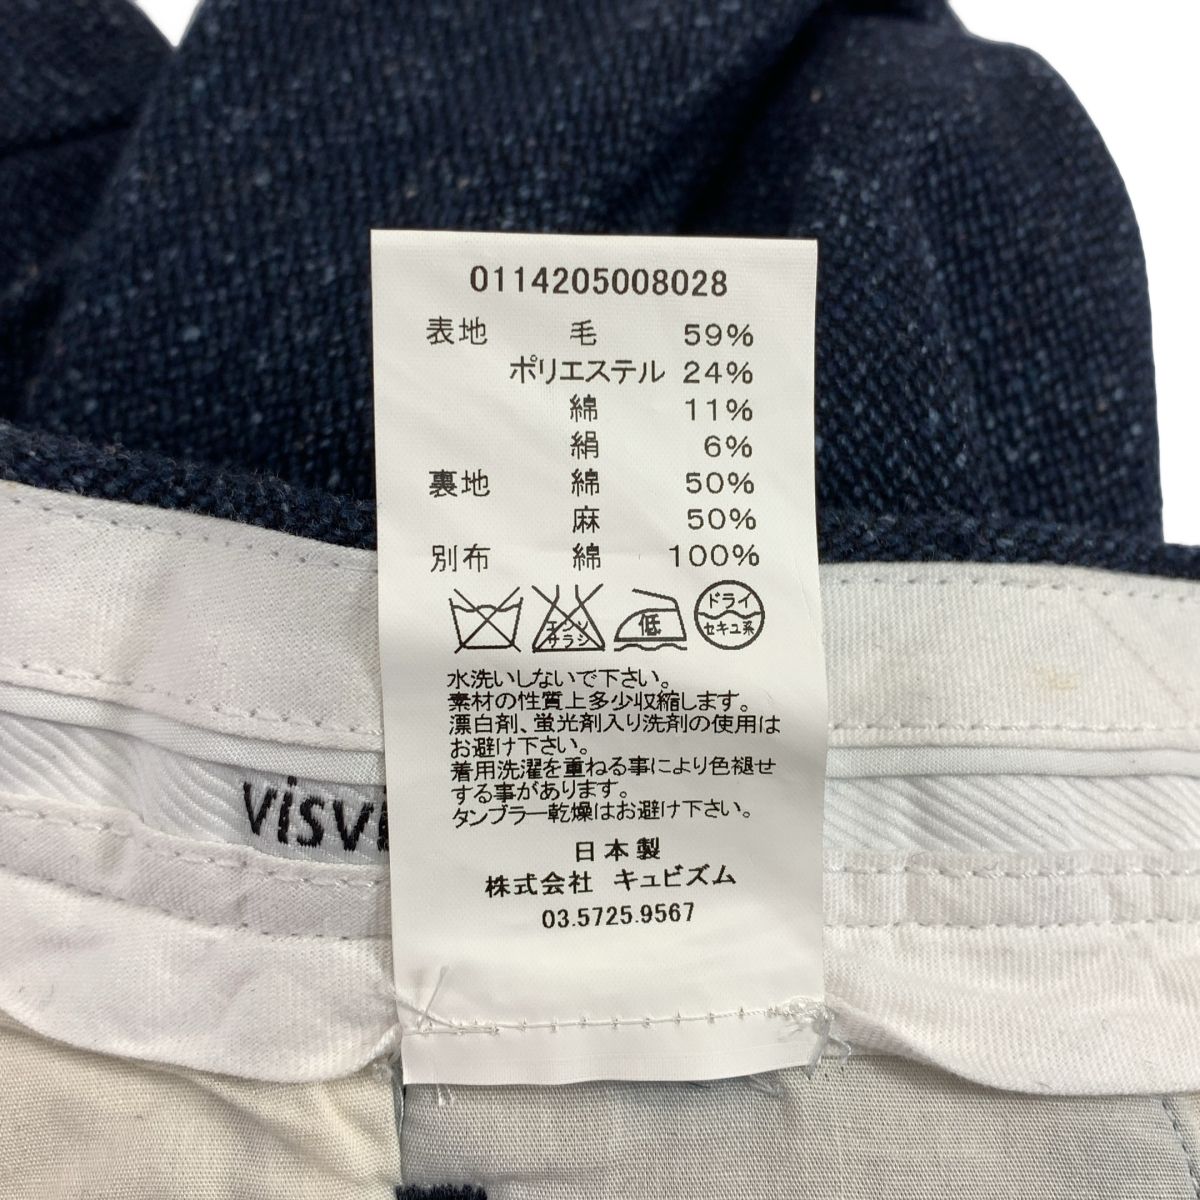 0114205008028
表地 毛 59%
ポリエステル 24%
綿 11%
絹 6%
裏地 綿 50%
麻 50%
別布 綿 100%
エンソ サラシ 低 ドライ セキユ系
水洗いしないで下さい。
素材の性質上多少収縮します。
漂白剤、蛍光剤入り洗剤の使用は
お避け下さい。
着用洗濯を重ねる事により色褪せ
する事があります。
タンブラー乾燥はお避け下さい。
日本製
株式会社 キュビズム
03.5725.9567